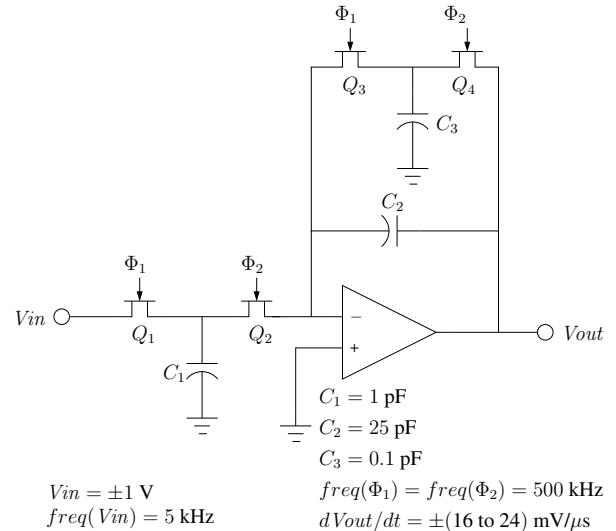 Φ₁
Φ₂
Q₃
Q₄
C₃
C₂
Φ₁
Φ₂
Vin
Q₁
Q₂
−
+
Vout
C₁
C₁ = 1 pF
C₂ = 25 pF
C₃ = 0.1 pF
Vin = ±1 V
freq(Φ₁) = freq(Φ₂) = 500 kHz
freq(Vin) = 5 kHz
dVout/dt = ±(16 to 24) mV/μs